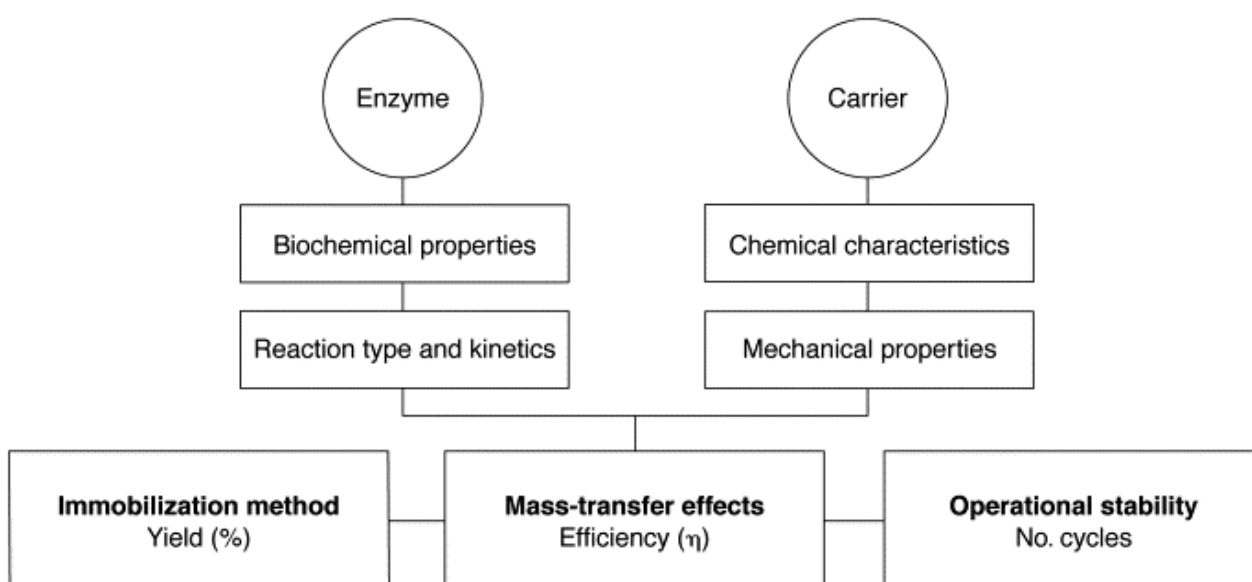 Enzyme
Carrier
Biochemical properties
Chemical characteristics
Reaction type and kinetics
Mechanical properties
Immobilization method
Yield (%)
Mass-transfer effects
Efficiency (η)
Operational stability
No. cycles